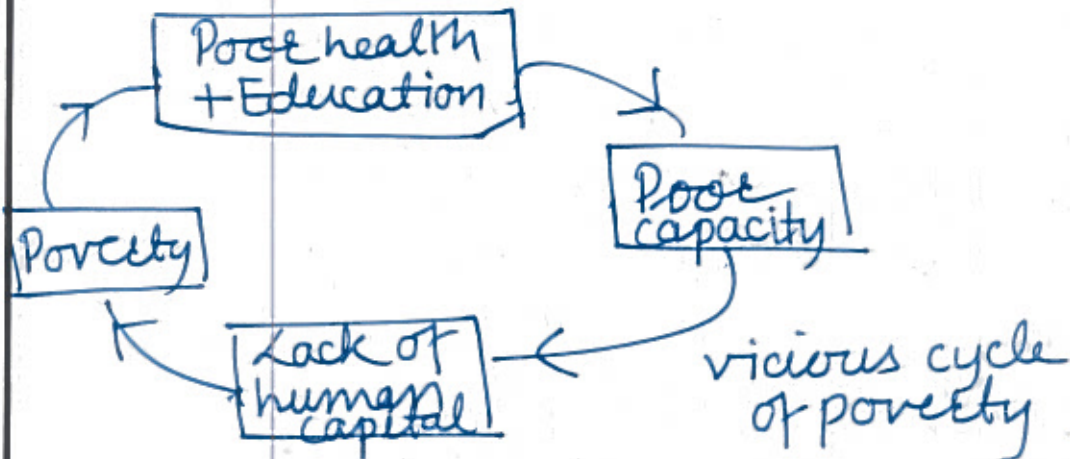 Poor health
+ Education
Poor
capacity
Poverty
Lack of
human
capital
vicious cycle
of poverty